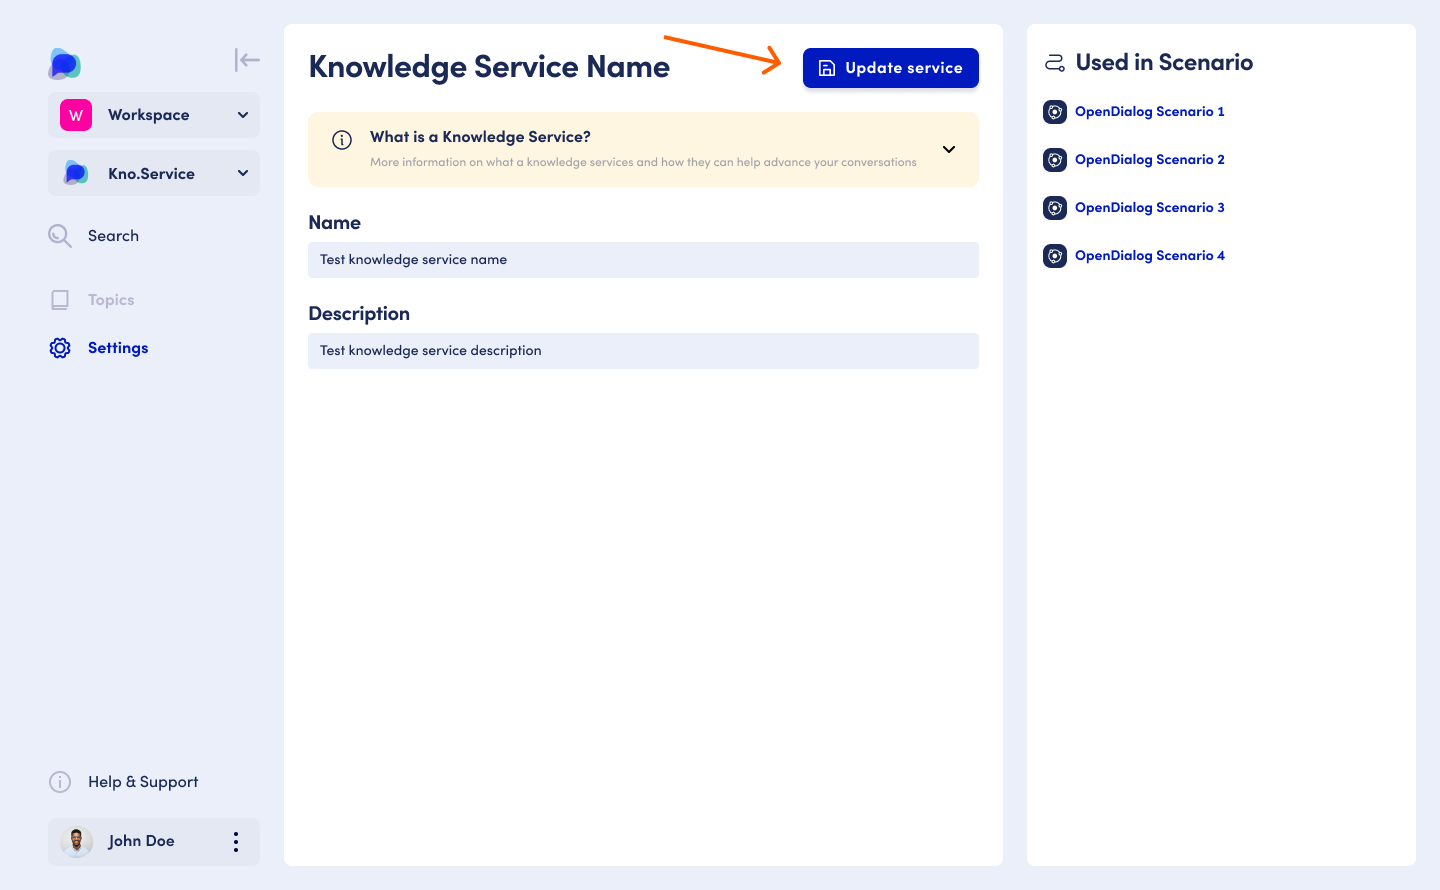 W
Workspace
Kno.Service
Search
Topics
Settings
Help & Support
John Doe
Knowledge Service Name
Update service
What is a Knowledge Service?
More information on what a knowledge services and how they can help advance your conversations
Name
Test knowledge service name
Description
Test knowledge service description
Used in Scenario
OpenDialog Scenario 1
OpenDialog Scenario 2
OpenDialog Scenario 3
OpenDialog Scenario 4